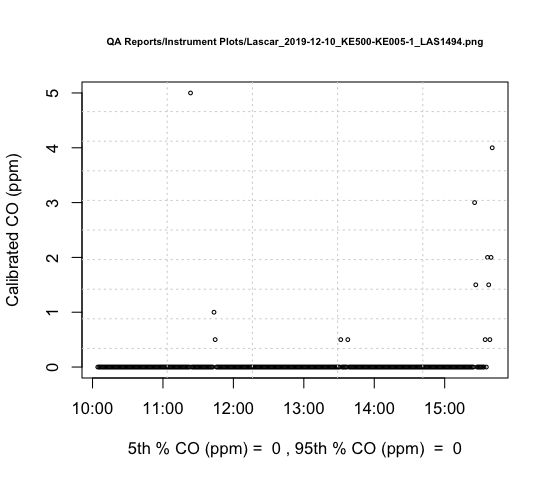 QA Reports/Instrument Plots/Lascar_2019-12-10_KE500-KE005-1_LAS1494.png
5
4
3
2
1
0
Calibrated CO (ppm)
10:00 11:00 12:00 13:00 14:00 15:00
5th % CO (ppm) =  0 , 95th % CO (ppm)  =  0